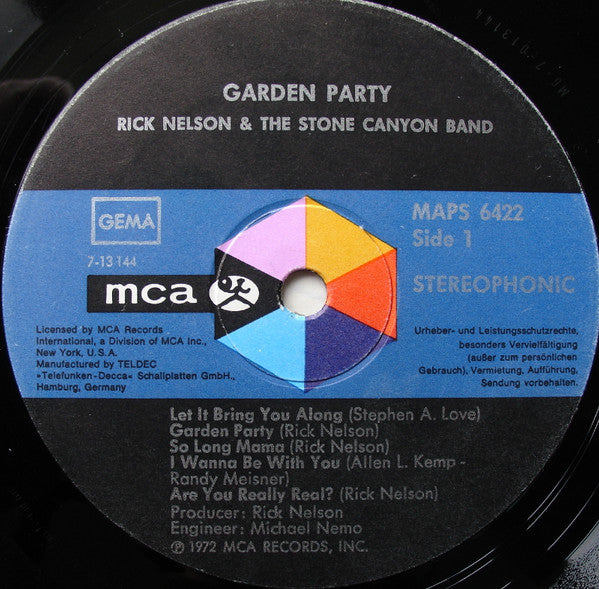 GARDEN PARTY
RICK NELSON & THE STONE CANYON BAND
GEMA
MAPS 6422
Side 1
7-13144
mca
STEREOPHONIC
Licensed by MCA Records
International, a Division of MCA Inc.,
New York, U.S.A.
Manufactured by TELDEC
»Telefunken-Decca« Schallplatten GmbH.,
Hamburg, Germany
Urheber- und Leistungsschutzrechte,
besonders Vervielfältigung
(außer zum persönlichen
Gebrauch), Vermietung, Aufführung,
Sendung vorbehalten.
Let It Bring You Along (Stephen A. Love)
Garden Party (Rick Nelson)
So Long Mama (Rick Nelson)
I Wanna Be With You (Allen L. Kemp -
Randy Meisner)
Are You Really Real? (Rick Nelson)
Producer: Rick Nelson
Engineer: Michael Nemo
℗ 1972 MCA RECORDS, INC.